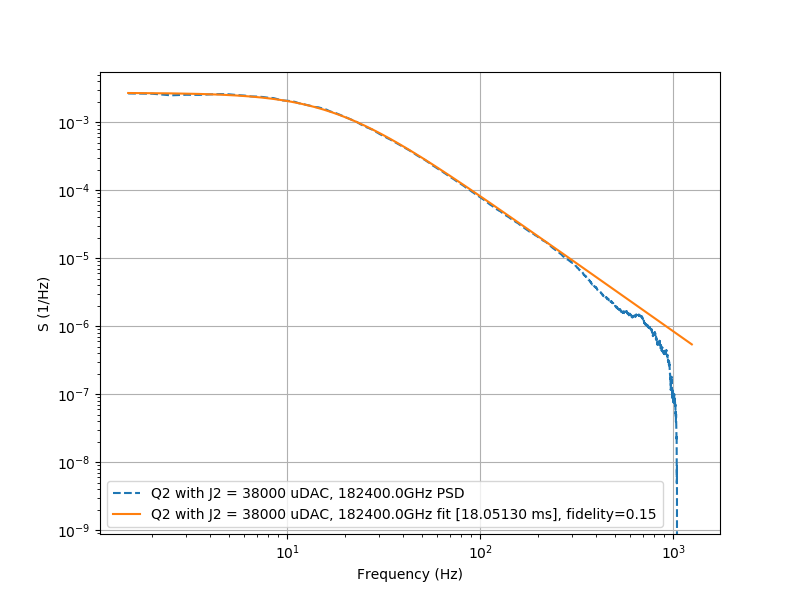 10⁻³
10⁻⁴
10⁻⁵
10⁻⁶
10⁻⁷
10⁻⁸
10⁻⁹
S (1/Hz)
Q2 with J2 = 38000 uDAC, 182400.0GHz PSD
Q2 with J2 = 38000 uDAC, 182400.0GHz fit [18.05130 ms], fidelity=0.15
10¹ 10² 10³
Frequency (Hz)